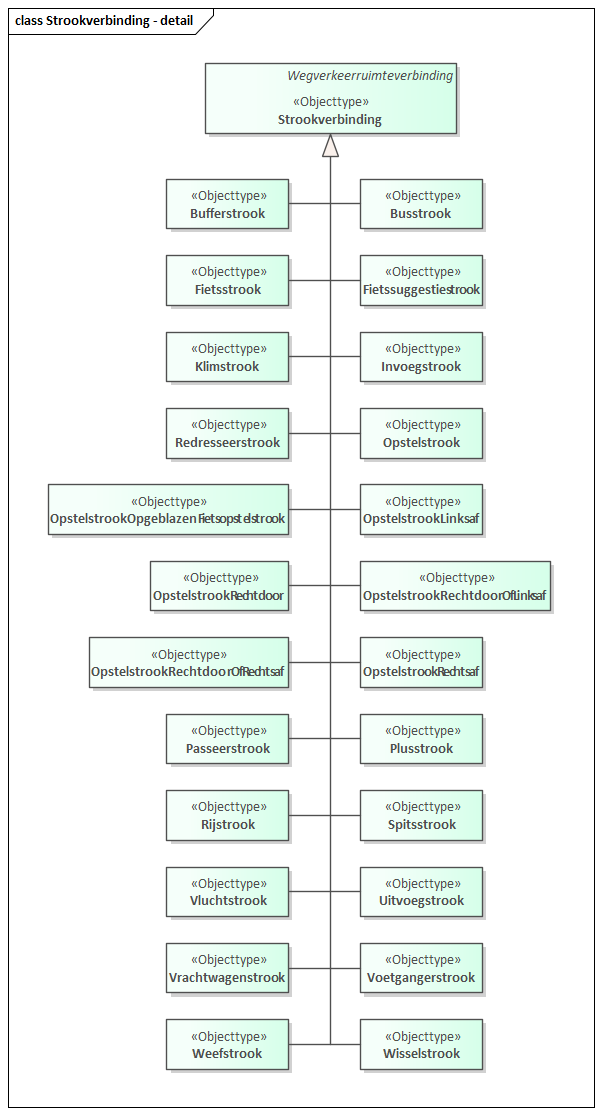 class Strookverbinding - detail
Wegverkeerruimteverbinding
«Objecttype»
Strookverbinding
«Objecttype»
Bufferstrook
«Objecttype»
Busstrook
«Objecttype»
Fietsstrook
«Objecttype»
Fietssuggestiestrook
«Objecttype»
Klimstrook
«Objecttype»
Invoegstrook
«Objecttype»
Redresseerstrook
«Objecttype»
Opstelstrook
«Objecttype»
OpstelstrookOpgeblazenFietsopstelstrook
«Objecttype»
OpstelstrookLinksaf
«Objecttype»
OpstelstrookRechtdoor
«Objecttype»
OpstelstrookRechtdoorOfLinksaf
«Objecttype»
OpstelstrookRechtdoorOfRechtsaf
«Objecttype»
OpstelstrookRechtsaf
«Objecttype»
Passeerstrook
«Objecttype»
Plusstrook
«Objecttype»
Rijstrook
«Objecttype»
Spitsstrook
«Objecttype»
Vluchtstrook
«Objecttype»
Uitvoegstrook
«Objecttype»
Vrachtwagenstrook
«Objecttype»
Voetgangerstrook
«Objecttype»
Weefstrook
«Objecttype»
Wisselstrook